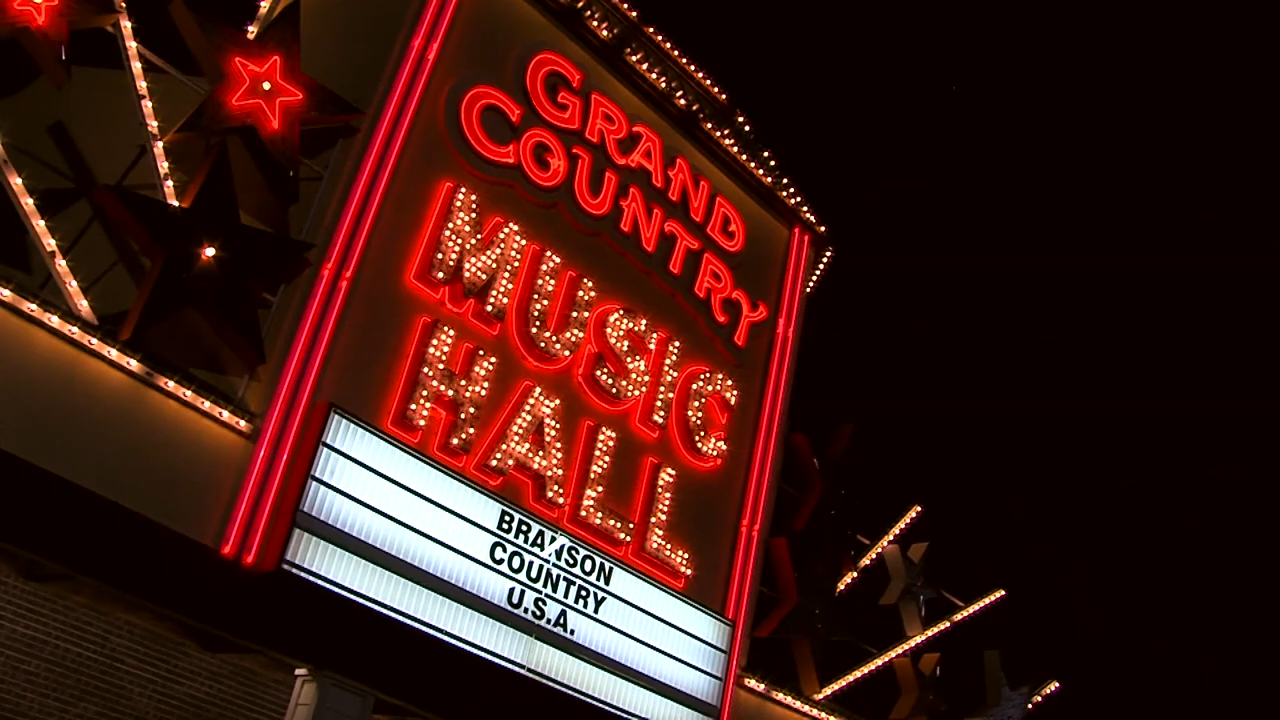 GRAND
COUNTRY
MUSIC
HALL
BRANSON
COUNTRY
U.S.A.